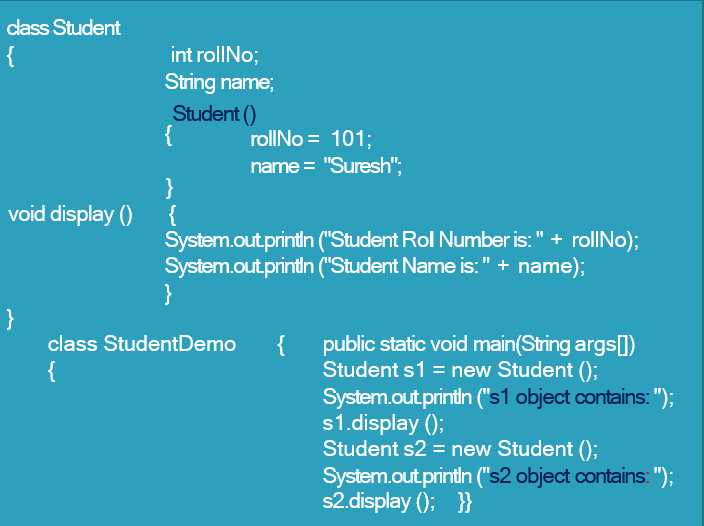 class Student
{ int rollNo;
String name;
Student ()
{ rollNo = 101;
name = "Suresh";
}
void display () {
System.out.println ("Student Roll Number is: " + rollNo);
System.out.println ("Student Name is: " + name);
}
}
class StudentDemo { public static void main(String args[])
{ Student s1 = new Student ();
System.out.println ("s1 object contains: ");
s1.display ();
Student s2 = new Student ();
System.out.println ("s2 object contains: ");
s2.display (); }}